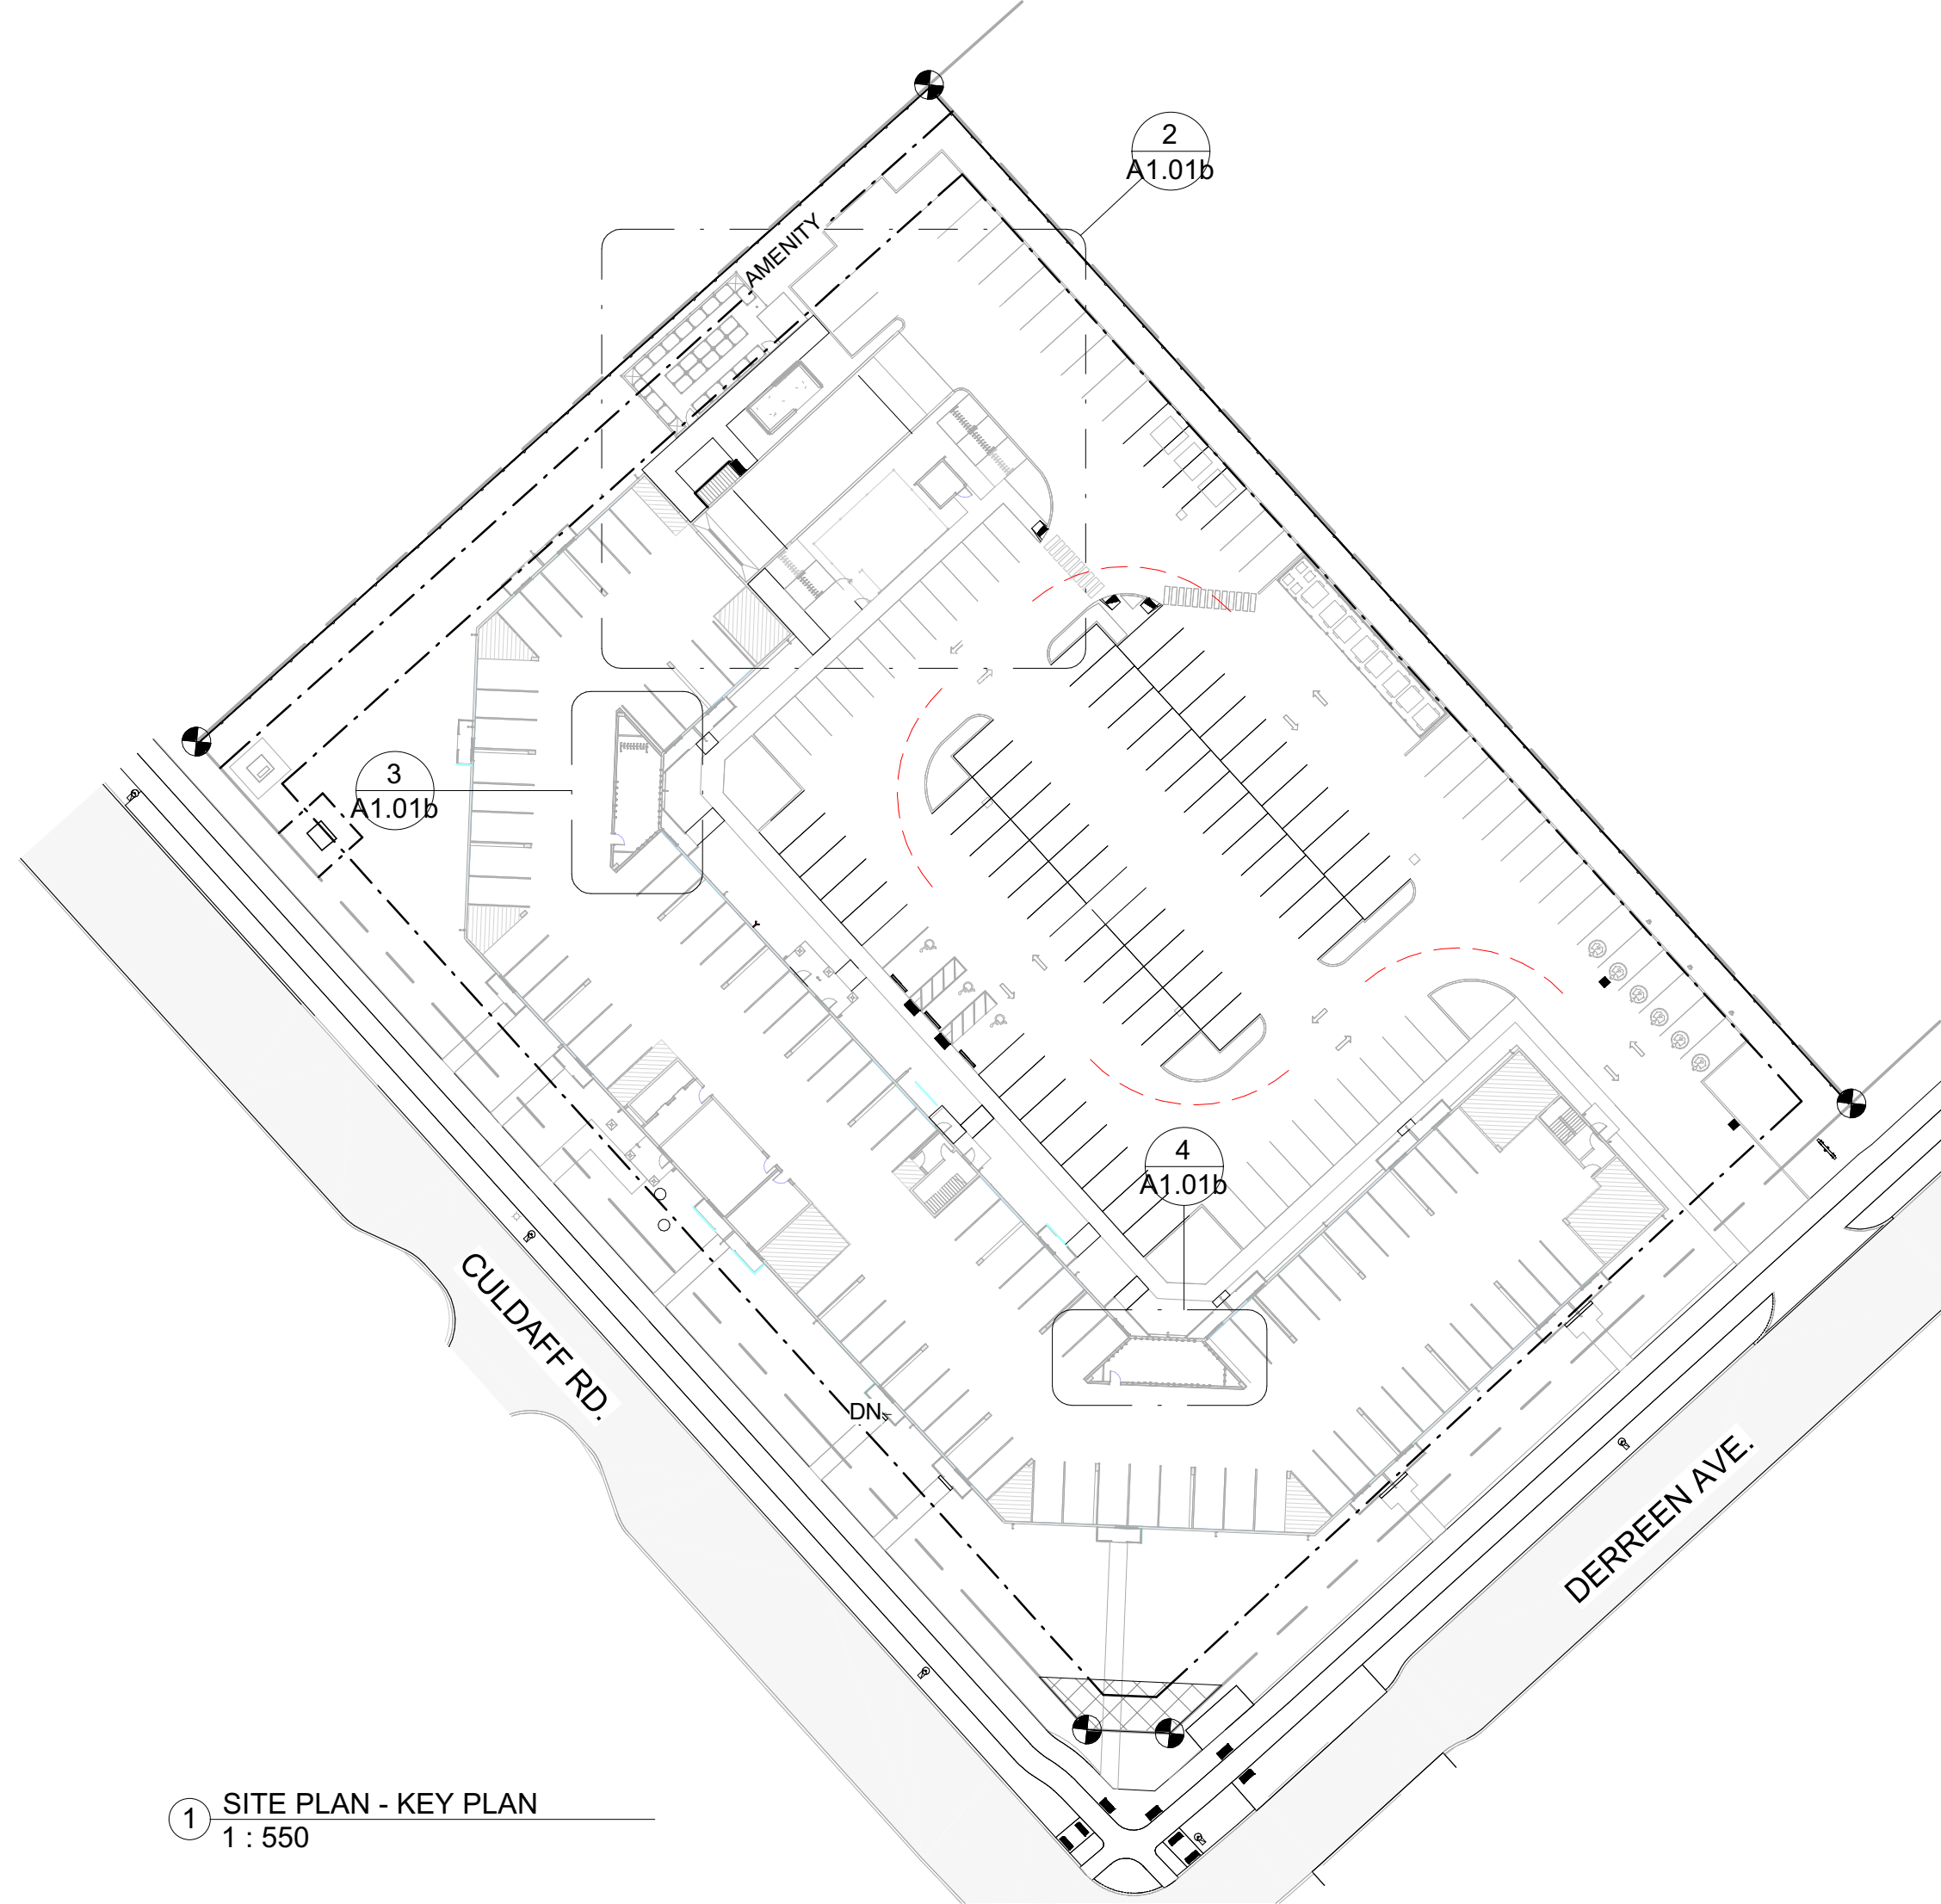 2
A1.01b
AMENITY
3
A1.01b
4
A1.01b
CULDAFF RD.
DN
DERREEN AVE.
1
SITE PLAN - KEY PLAN
1 : 550